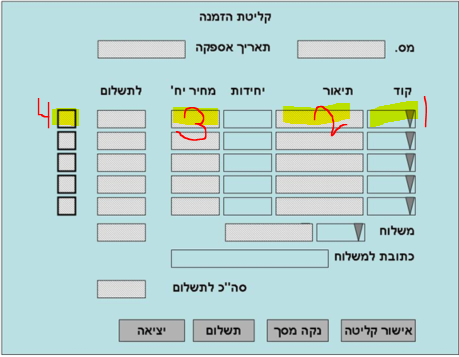 קליטת הזמנה
מס. תאריך אספקה
קוד תיאור יחידות מחיר יח' לתשלום
1 2 3 4
משלוח
כתובת למשלוח
סה"כ לתשלום
אישור קליטה נקה מסך תשלום יציאה